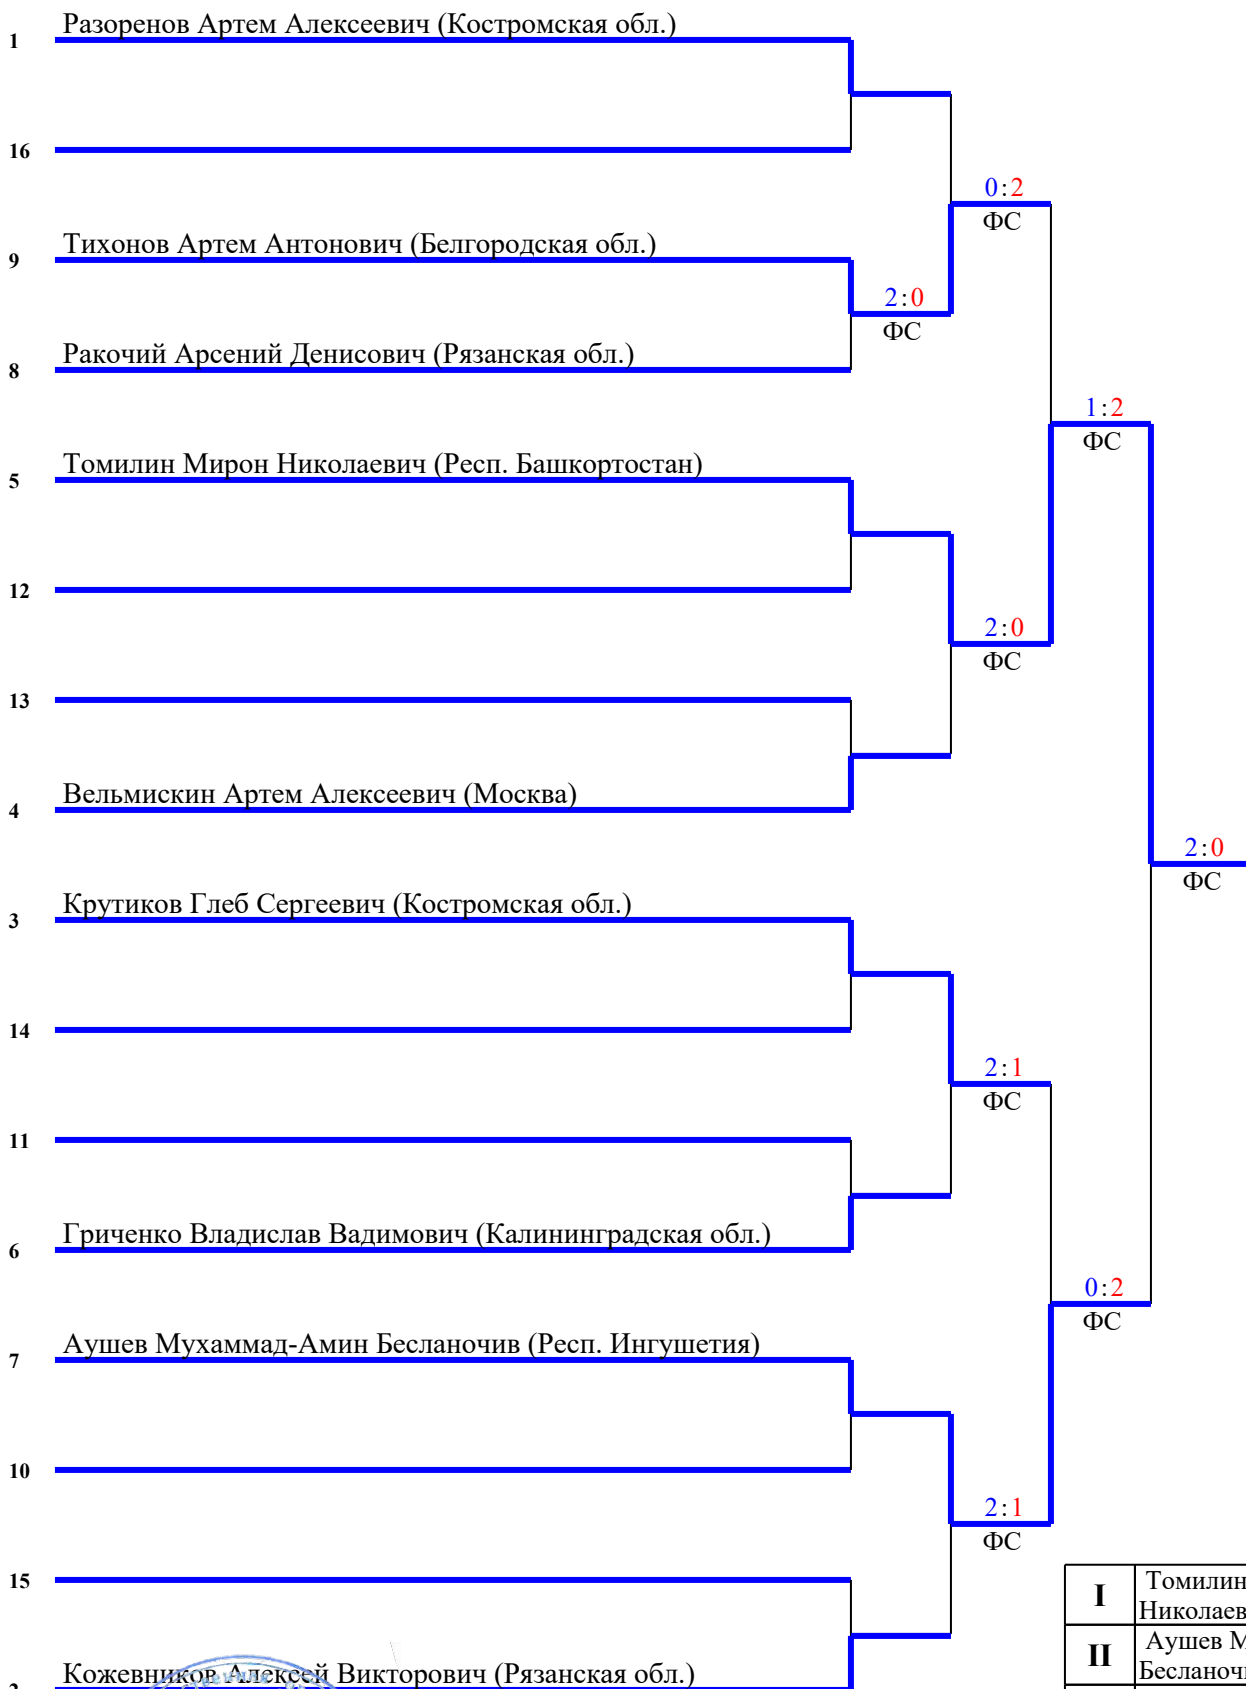 Разоренов Артем Алексеевич (Костромская обл.)
1
16
0:2
ФС
Тихонов Артем Антонович (Белгородская обл.)
9
2:0
ФС
Ракочий Арсений Денисович (Рязанская обл.)
8
1:2
ФС
Томилин Мирон Николаевич (Респ. Башкортостан)
5
12
2:0
ФС
13
Вельмискин Артем Алексеевич (Москва)
4
2:0
ФС
Крутиков Глеб Сергеевич (Костромская обл.)
3
14
2:1
ФС
11
Гриченко Владислав Вадимович (Калининградская обл.)
6
0:2
ФС
Аушев Мухаммад-Амин Бесланочив (Респ. Ингушетия)
7
10
2:1
ФС
15
I Томилин
Николаев
II Аушев М
Бесланочи
Кожевников Алексей Викторович (Рязанская обл.)